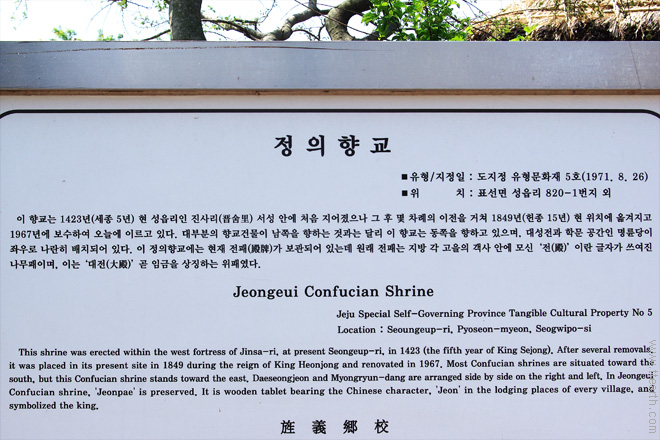 정의향교
■유형/지정일 : 도지정 유형문화재 5호(1971. 8. 26)
■위 치 : 표선면 성읍리 820-1번지 외
이 향교는 1423년(세종 5년) 현 성읍리인 진사리(晋舍里) 서성 안에 처음 지어졌으나 그 후 몇 차례의 이전을 거쳐 1849년(헌종 15년) 현 위치에 옮기고
1967년에 보수하여 오늘에 이르고 있다. 대부분의 향교건물이 남쪽을 향하는 것과는 달리 이 향교는 동쪽을 향하고 있으며, 대성전과 학문 공간인 명륜당이
좌우로 나란히 배치되어 있다. 이 정의향교에는 현재 전패(殿牌)가 보관되어 있는데 원래 전패는 지방 각 고을의 객사 안에 모신 ‘전(殿)’이란 글자가 쓰여진
나무패이며, 이는 ‘대전(大殿)’ 곧 임금을 상징하는 위패였다.
Jeongeui Confucian Shrine
Jeju Special Self-Governing Province Tangible Cultural Property No 5
Location : Seoungeup-ri, Pyoseon-myeon, Seogwipo-si
This shrine was erected within the west fortress of Jinsa-ri, at present Seongeup-ri, in 1423 (the fifth year of King Sejong). After several removals,
it was placed in its present site in 1849 during the reign of King Heonjong and renovated in 1967. Most Confucian shrines are situated toward the
south, but this Confucian shrine stands toward the east. Daeseongjeon and Myongryun-dang are arranged side by side on the right and left. In Jeongeui
Confucian shrine, 'Jeonpae' is preserved. It is wooden tablet bearing the Chinese character, 'Jeon' in the lodging places of every village, and
symbolized the king.
旌義鄕校